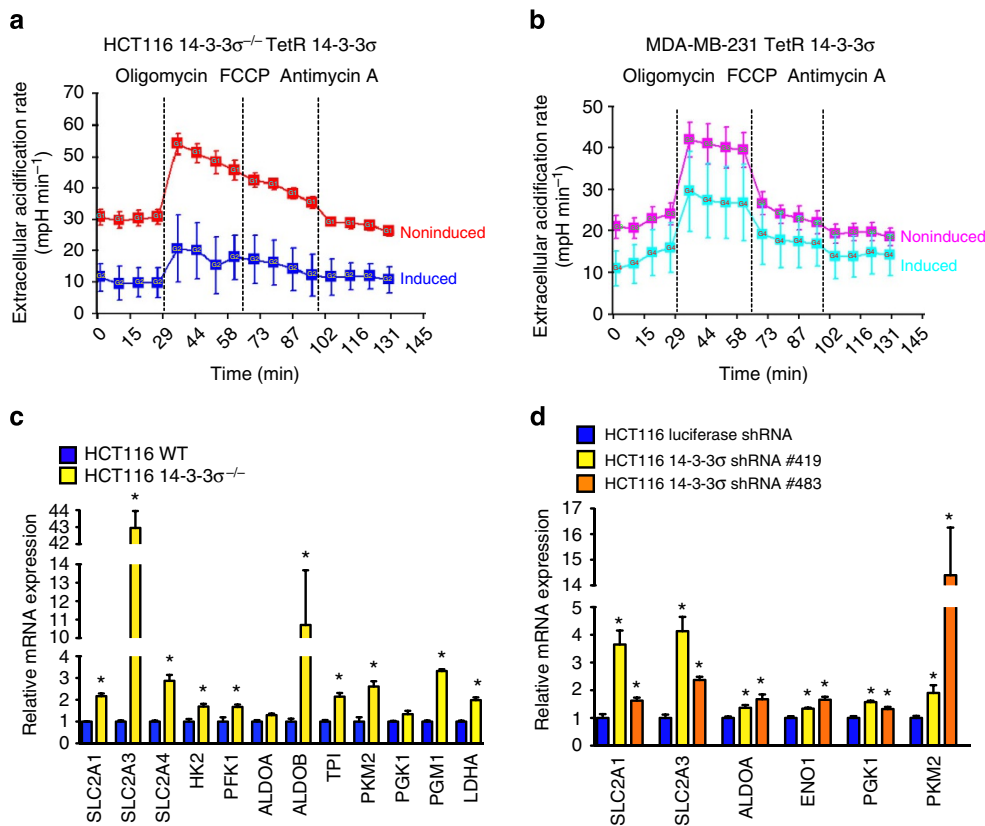 a
HCT116 14-3-3σ–/– TetR 14-3-3σ
Oligomycin FCCP Antimycin A
Extracellular acidification rate
(mpH min–1)
70
60
50
40
30
20
10
0
Noninduced
Induced
0 15 29 44 58 73 87 102 116 131 145
Time (min)
b
MDA-MB-231 TetR 14-3-3σ
Oligomycin FCCP Antimycin A
Extracellular acidification rate
(mpH min–1)
50
40
30
20
10
0
Noninduced
Induced
0 15 29 44 58 73 87 102 116 131 145
Time (min)
c
HCT116 WT
HCT116 14-3-3σ–/–
Relative mRNA expression
44
43
42
14
13
12
11
10
4
3
2
1
0
* * * * * * * * * *
SLC2A1 SLC2A3 SLC2A4 HK2 PFK1 ALDOA ALDOB TPI PKM2 PGK1 PGM1 LDHA
d
HCT116 luciferase shRNA
HCT116 14-3-3σ shRNA #419
HCT116 14-3-3σ shRNA #483
Relative mRNA expression
17
16
15
14
6
5
4
2
1
0
* * * * * * * * * * * *
SLC2A1 SLC2A3 ALDOA ENO1 PGK1 PKM2